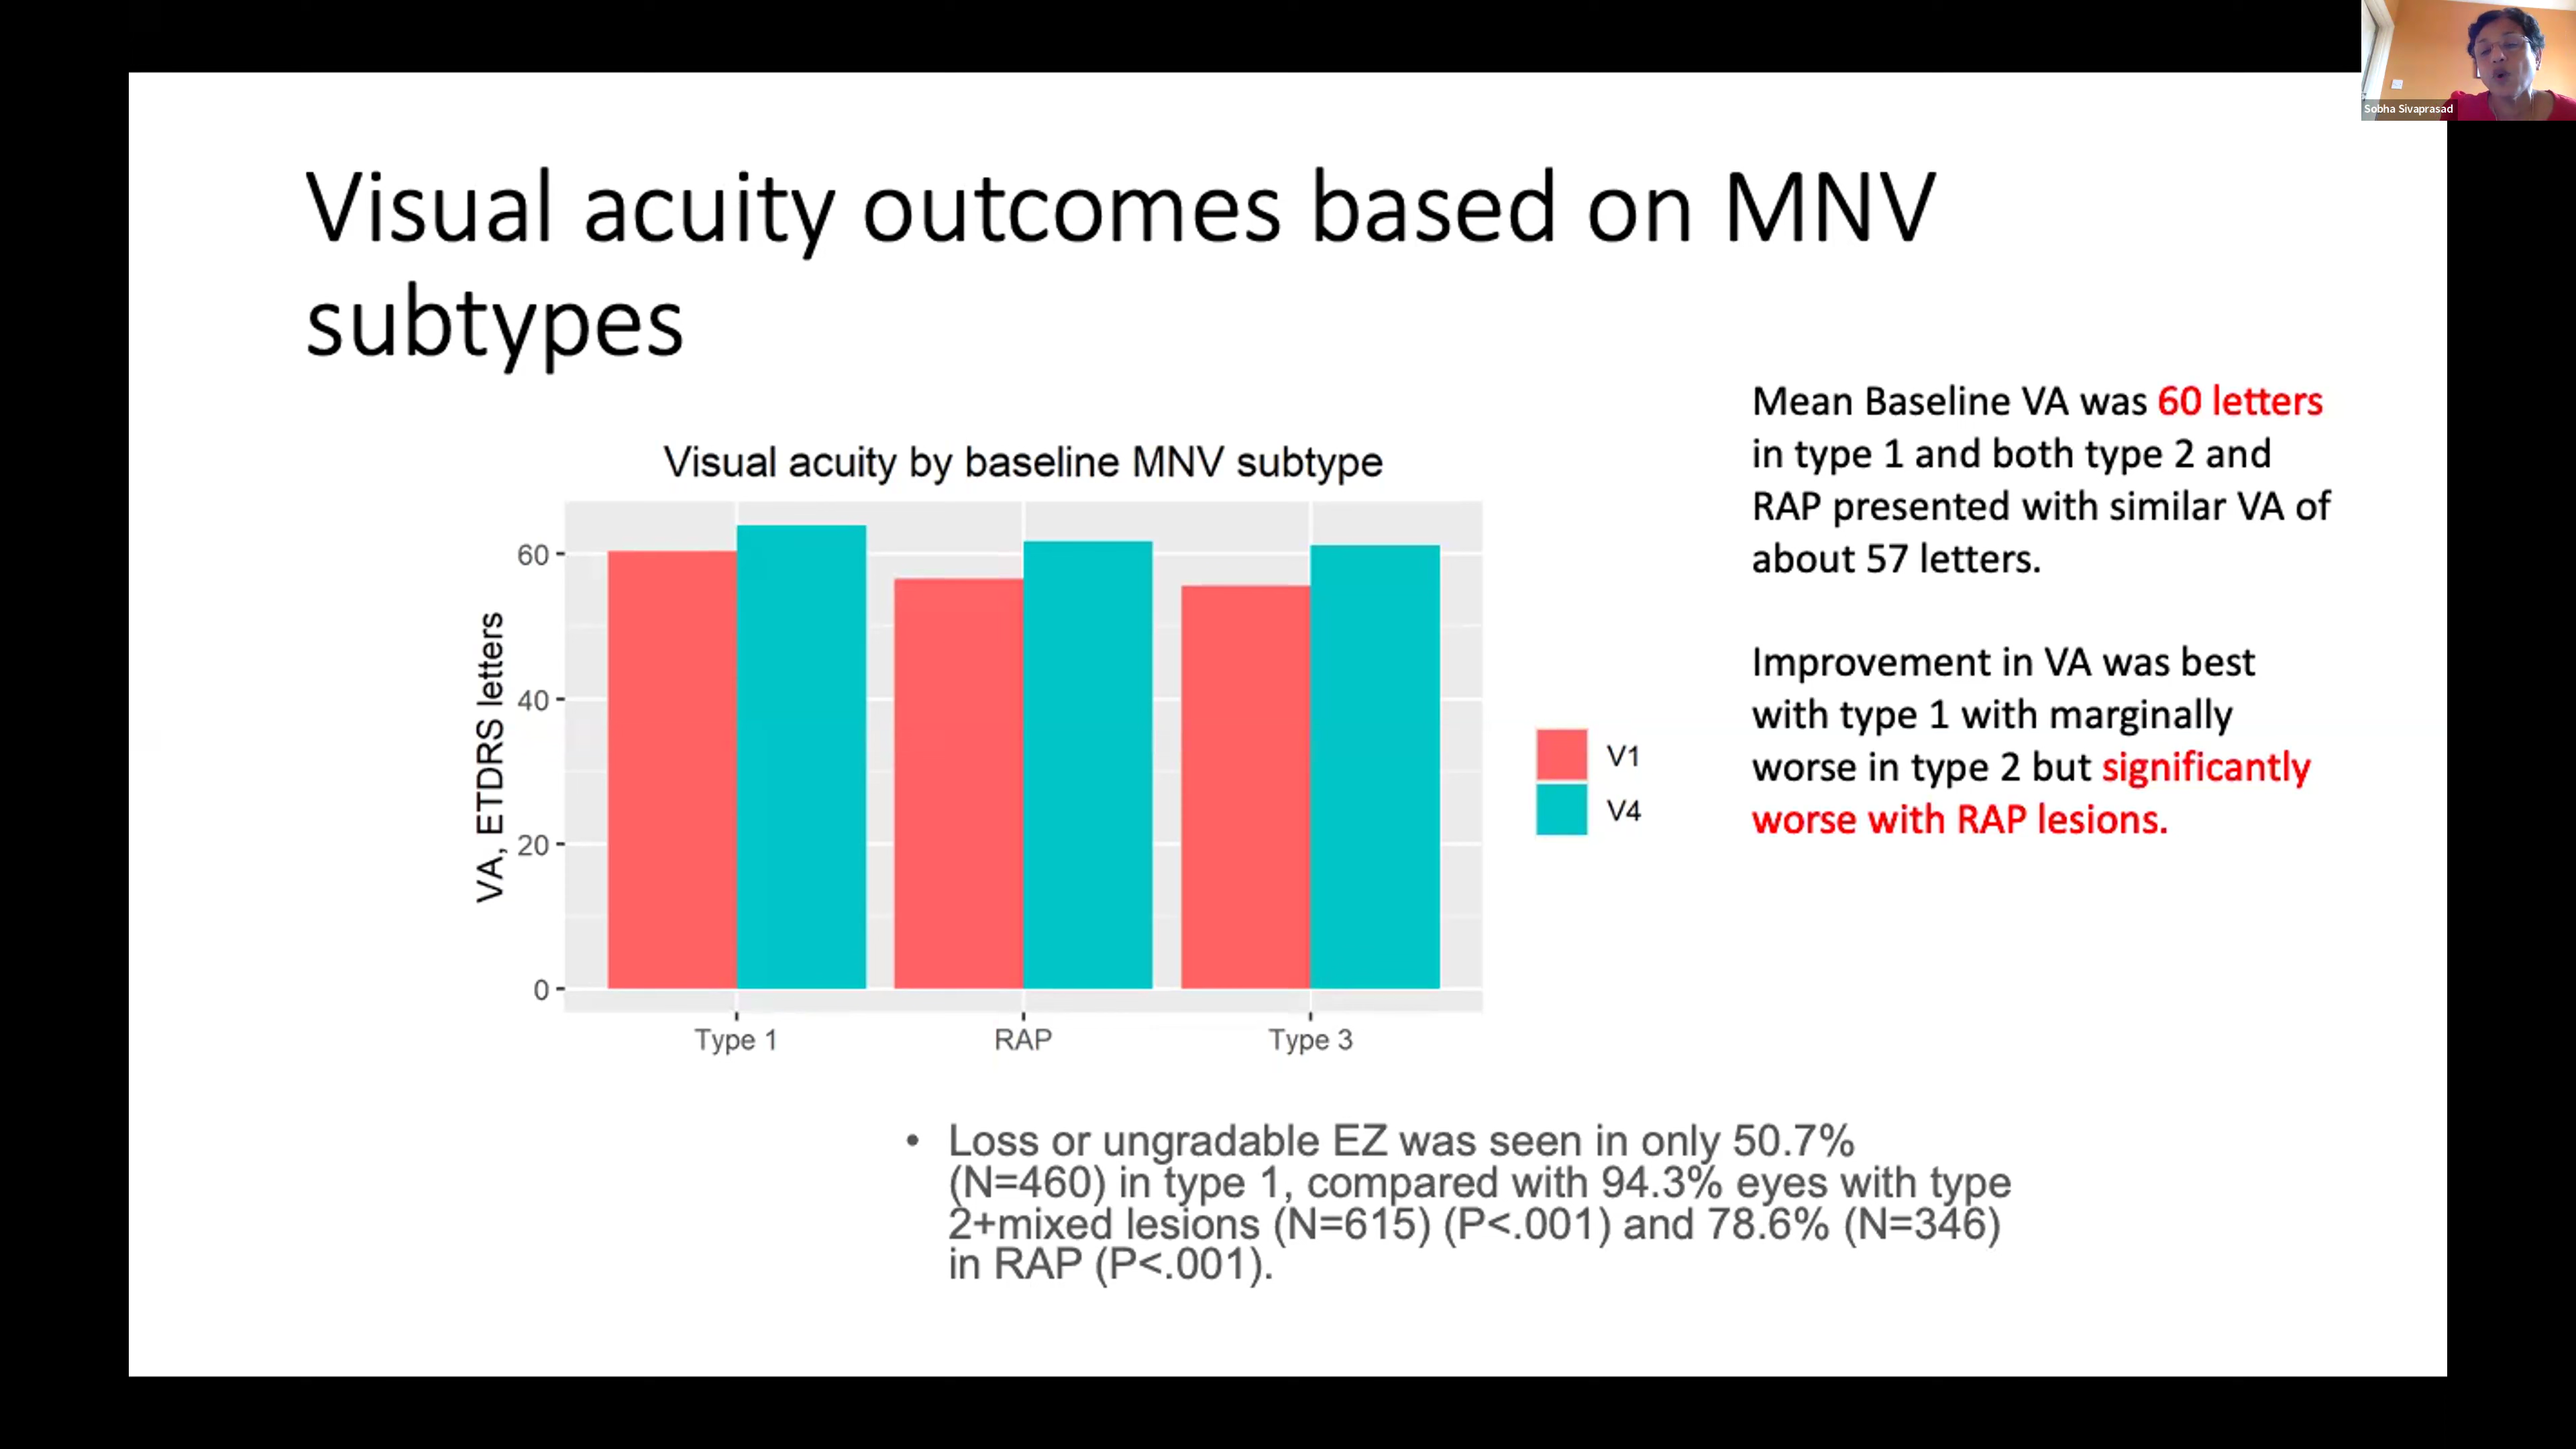 Sobha Sivaprasad
Visual acuity outcomes based on MNV
subtypes
Visual acuity by baseline MNV subtype
VA, ETDRS letters
60
40
20
0
Type 1
RAP
Type 3
V1
V4
Mean Baseline VA was 60 letters
in type 1 and both type 2 and
RAP presented with similar VA of
about 57 letters.
Improvement in VA was best
with type 1 with marginally
worse in type 2 but significantly
worse with RAP lesions.
• Loss or ungradable EZ was seen in only 50.7%
(N=460) in type 1, compared with 94.3% eyes with type
2+mixed lesions (N=615) (P<.001) and 78.6% (N=346)
in RAP (P<.001).